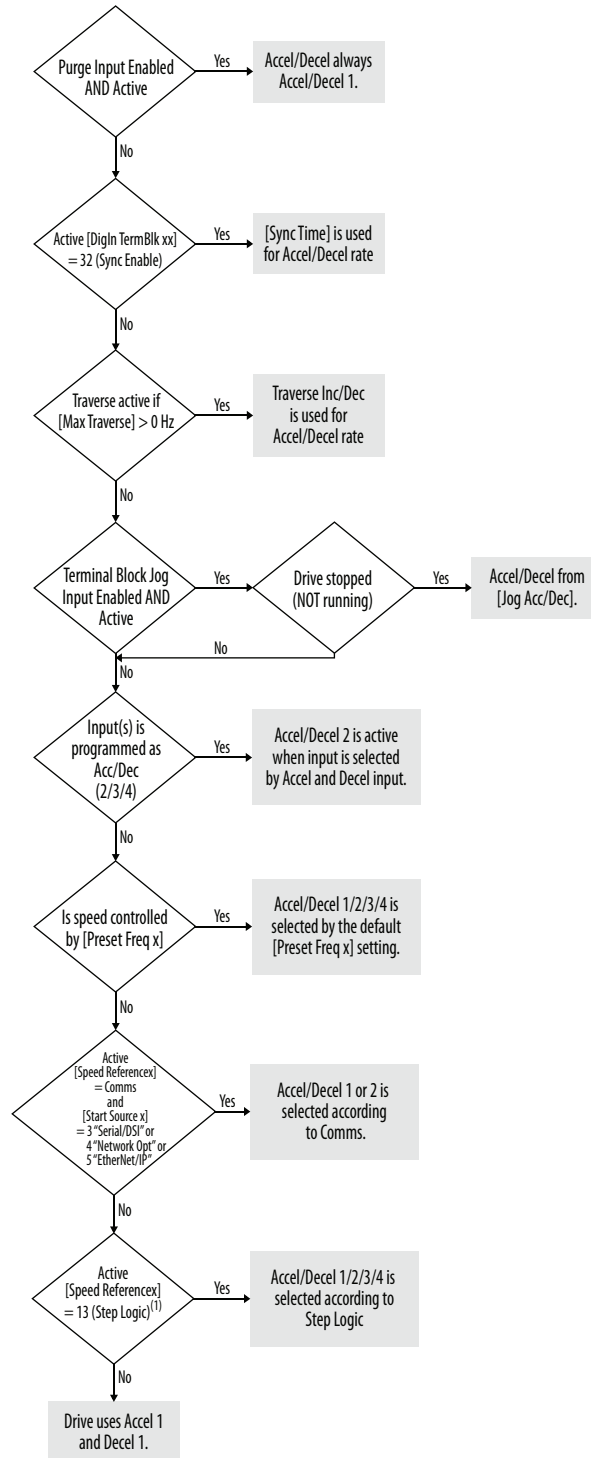 Purge Input Enabled
AND Active
Yes
Accel/Decel always
Accel/Decel 1.
No
Active [DigIn TermBlk xx]
= 32 (Sync Enable)
Yes
[Sync Time] is used
for Accel/Decel rate
No
Traverse active if
[Max Traverse] > 0 Hz
Yes
Traverse Inc/Dec
is used for
Accel/Decel rate
No
Terminal Block Jog
Input Enabled AND
Active
Yes
Drive stopped
(NOT running)
Yes
Accel/Decel from
[Jog Acc/Dec].
No
No
Input(s) is
programmed as
Acc/Dec
(2/3/4)
Yes
Accel/Decel 2 is active
when input is selected
by Accel and Decel input.
No
Is speed controlled
by [Preset Freq x]
Yes
Accel/Decel 1/2/3/4 is
selected by the default
[Preset Freq x] setting.
No
Active
[Speed Referencex]
= Comms
and
[Start Source x]
= 3 “Serial/DSI” or
4 “Network Opt” or
5 “EtherNet/IP”
Yes
Accel/Decel 1 or 2 is
selected according
to Comms.
No
Active
[Speed Referencex]
= 13 (Step Logic)(1)
Yes
Accel/Decel 1/2/3/4 is
selected according to
Step Logic
No
Drive uses Accel 1
and Decel 1.